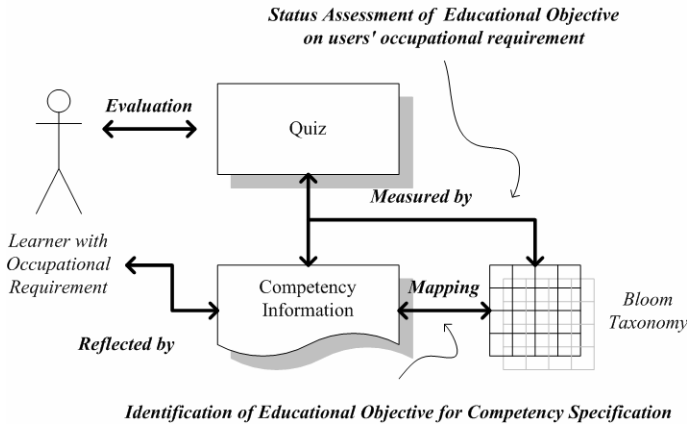 Status Assessment of Educational Objective
on users' occupational requirement
Evaluation
Quiz
Measured by
Learner with
Occupational
Requirement
Competency
Information
Mapping
Bloom
Taxonomy
Reflected by
Identification of Educational Objective for Competency Specification